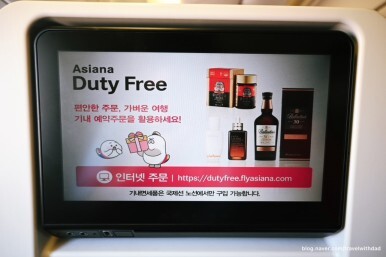 Asiana
Duty Free
편안한 주문, 가벼운 여행
기내 예약주문을 활용하세요!
인터넷 주문 | https://dutyfree.flyasiana.com
기내면세품은 국제선 노선에서만 구입 가능합니다.